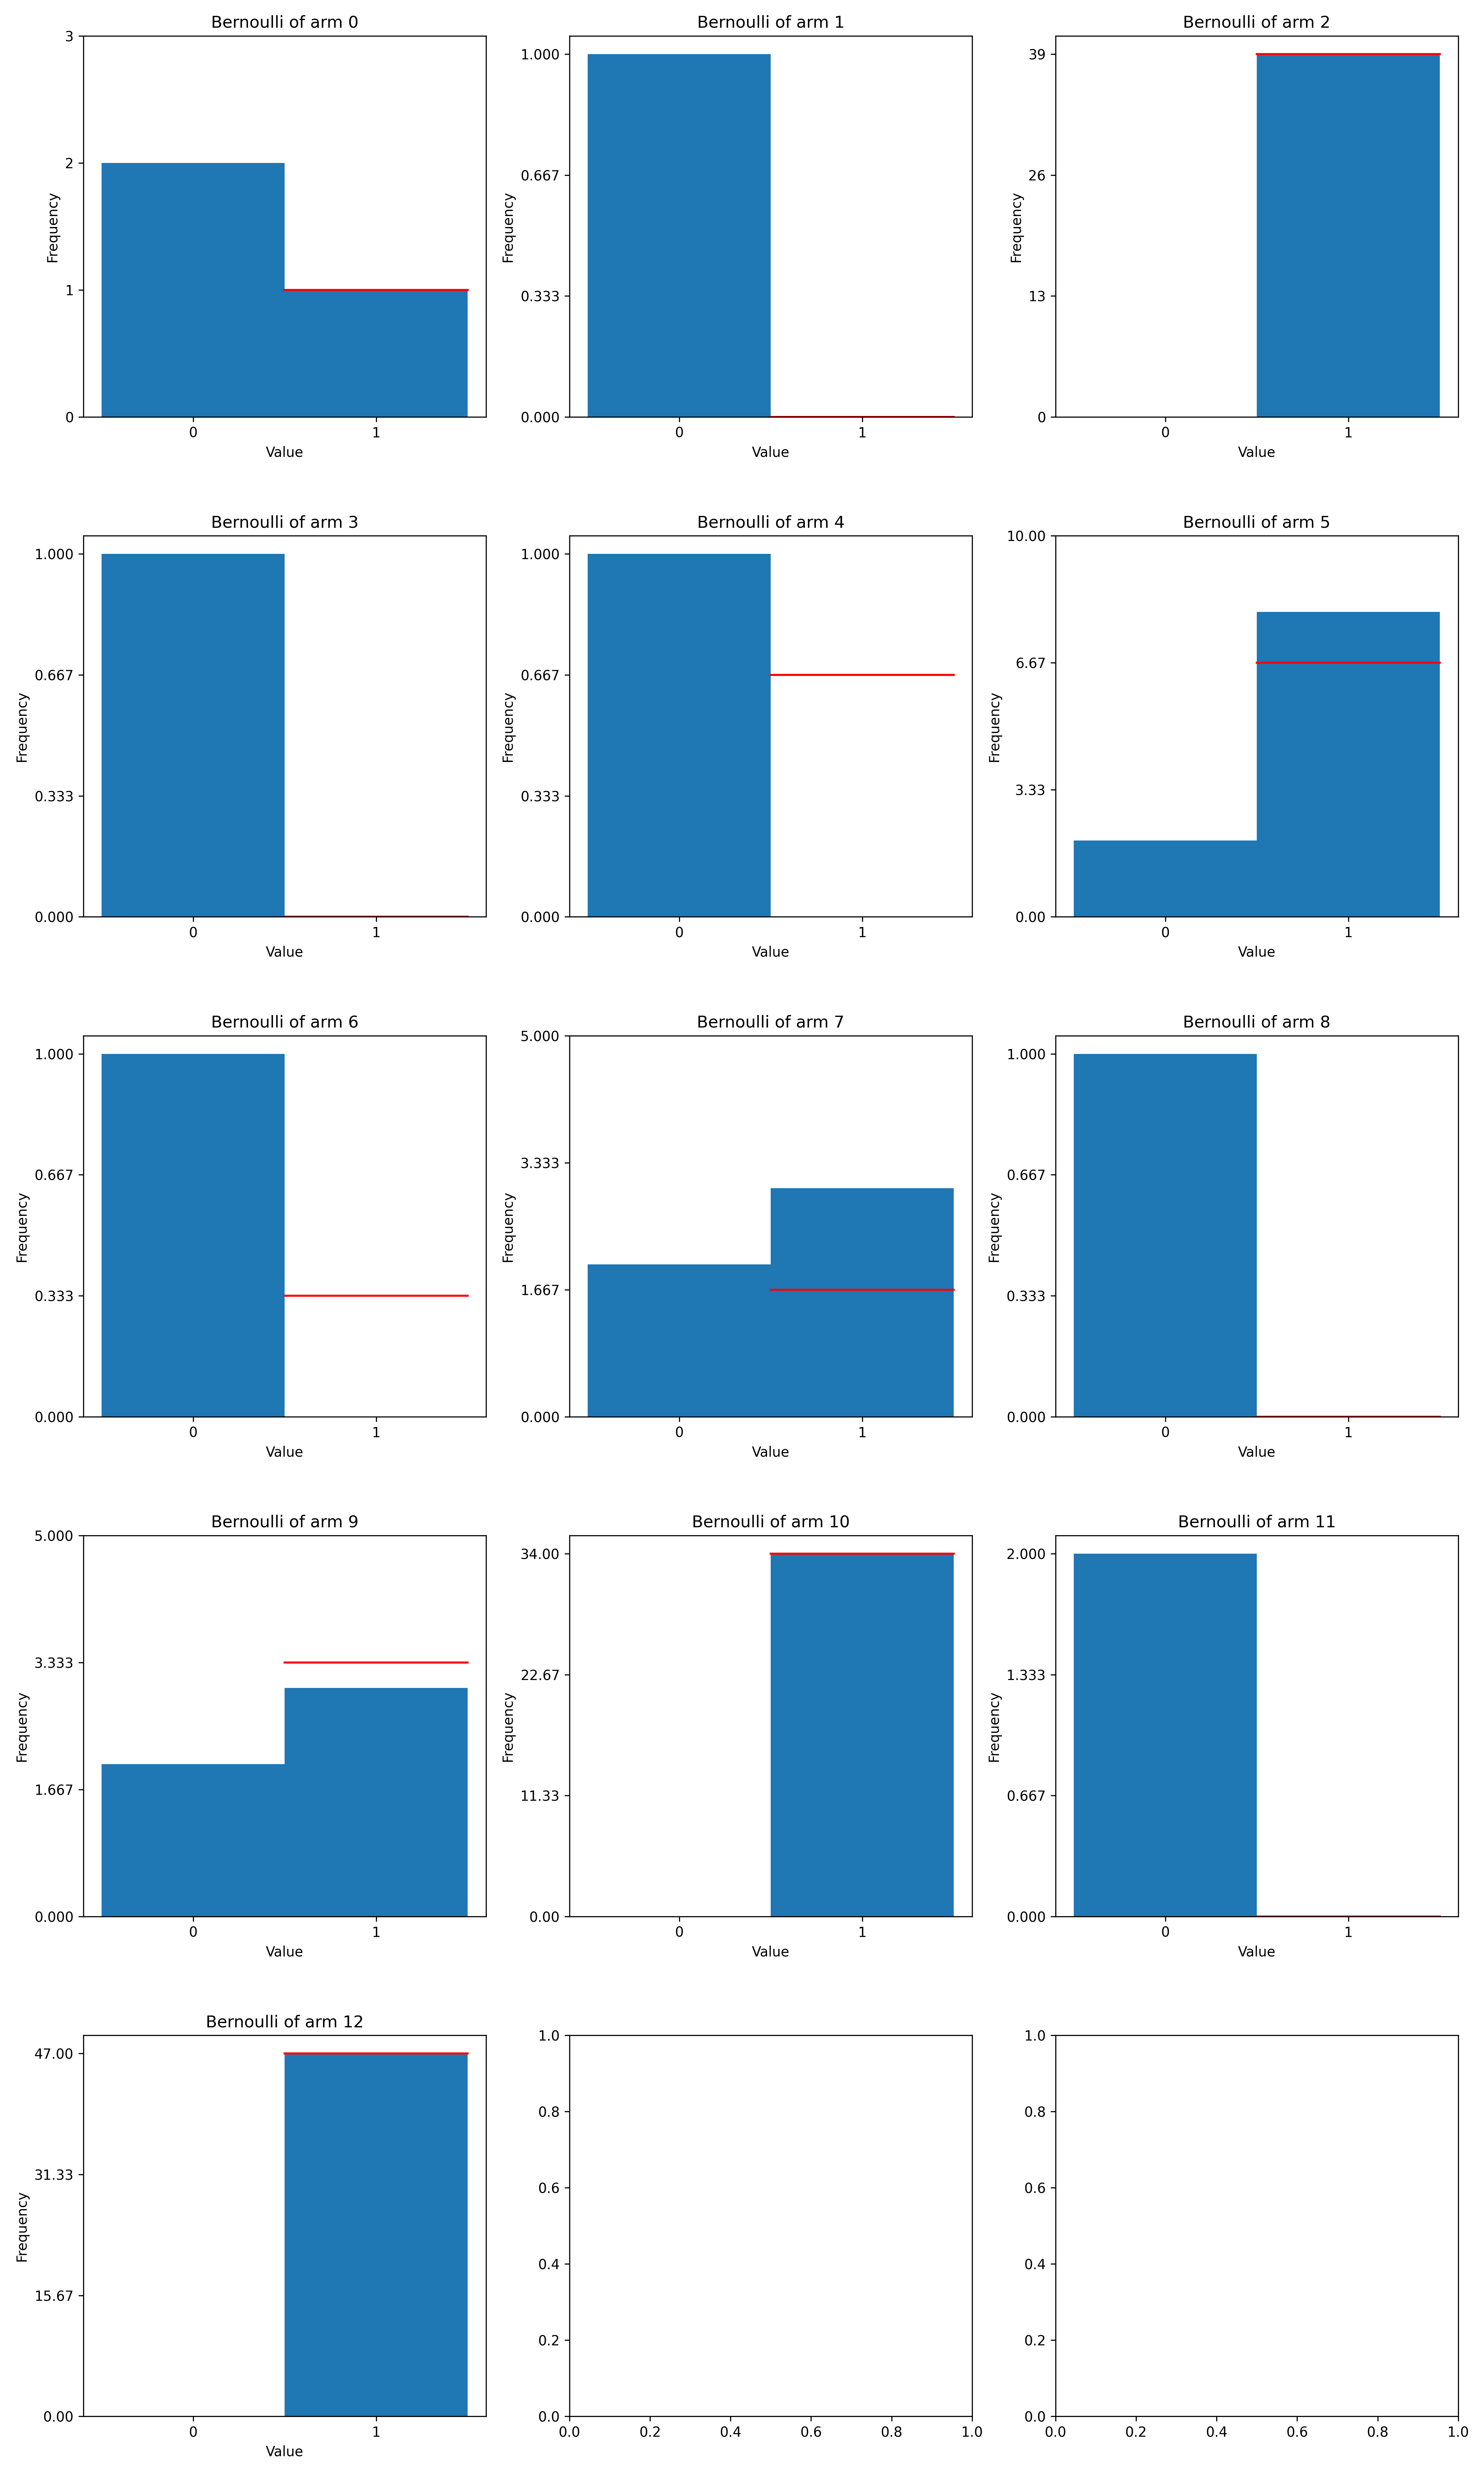 Bernoulli of arm 0
3
2
1
0
Frequency
0 1
Value
Bernoulli of arm 1
1.000
0.667
0.333
0.000
Frequency
0 1
Value
Bernoulli of arm 2
39
26
13
0
Frequency
0 1
Value
Bernoulli of arm 3
1.000
0.667
0.333
0.000
Frequency
0 1
Value
Bernoulli of arm 4
1.000
0.667
0.333
0.000
Frequency
0 1
Value
Bernoulli of arm 5
10.00
6.67
3.33
0.00
Frequency
0 1
Value
Bernoulli of arm 6
1.000
0.667
0.333
0.000
Frequency
0 1
Value
Bernoulli of arm 7
5.000
3.333
1.667
0.000
Frequency
0 1
Value
Bernoulli of arm 8
1.000
0.667
0.333
0.000
Frequency
0 1
Value
Bernoulli of arm 9
5.000
3.333
1.667
0.000
Frequency
0 1
Value
Bernoulli of arm 10
34.00
22.67
11.33
0.00
Frequency
0 1
Value
Bernoulli of arm 11
2.000
1.333
0.667
0.000
Frequency
0 1
Value
Bernoulli of arm 12
47.00
31.33
15.67
0.00
Frequency
0 1
Value
1.0
0.8
0.6
0.4
0.2
0.0
0.0 0.2 0.4 0.6 0.8 1.0
1.0
0.8
0.6
0.4
0.2
0.0
0.0 0.2 0.4 0.6 0.8 1.0